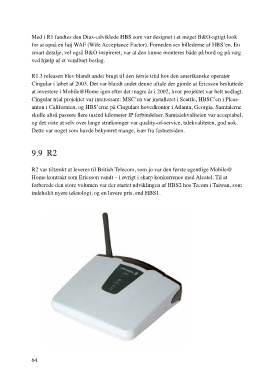 Med i R1 fandtes den Dias-udviklede HBS som var designet i et meget B&O-agtigt look
for at opnå en høj WAF (Wife Acceptance Factor). Forneden ses billederne af HBS'en. En
smart detalje, vel også B&O inspireret, var at den kunne monteres både på bord og på væg
ved hjælp af et vendbart beslag.
R1.3 releasen blev blandt andet brugt til den første trial hos den amerikanske operatør
Cingular i løbet af 2003. Det var blandt andet denne aftale der gjorde at Ericsson besluttede
at investere i Mobile@Home igen efter det magre år i 2002, hvor projektet var helt nedlagt.
Cingular trial projektet var interessant: MSC'en var installeret i Seattle, HBSC'en i Pleas-
anton i Californien, og HBS'erne på Cingulars hovedkontor i Atlanta, Georgia. Samtalerne
skulle altså passere flere tusind kilometer IP forbindelser. Samtalekvaliteten var acceptabel,
og det viste at selv over lange strækninger var quality-of-service, talekvaliteten, god nok.
Dette var noget som havde bekymret mange, især fra fastnetsiden.
9.9 R2
R2 var tiltænkt at leveres til British Telecom, som jo var den første egentlige Mobile@
Home kontrakt som Ericsson vandt – i øvrigt i skarp konkurrence med Alcatel. Til at
forberede den store volumen var der startet udviklingen af HBS2 hos Tecom i Taiwan, som
indeholdt nyere teknologi, og en lavere pris, end HBS1.
64